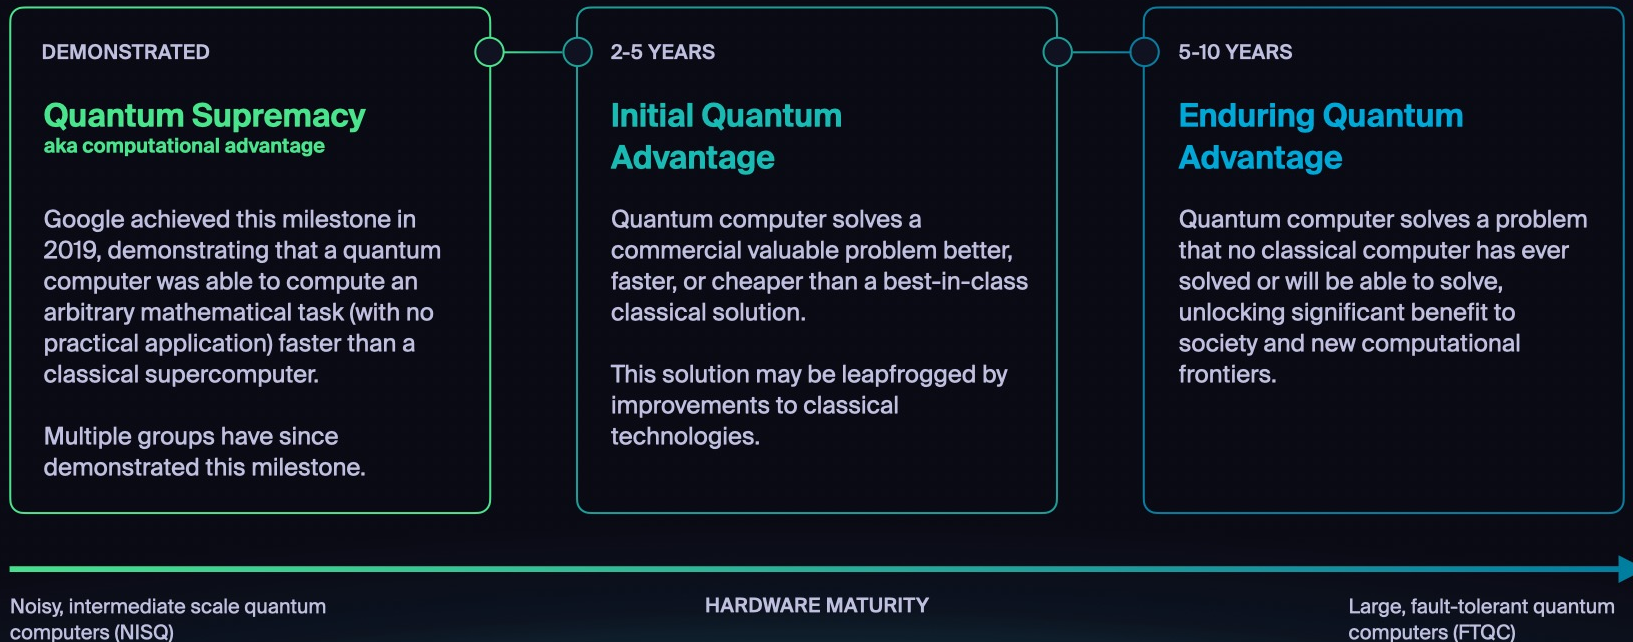 DEMONSTRATED
Quantum Supremacy
aka computational advantage
Google achieved this milestone in
2019, demonstrating that a quantum
computer was able to compute an
arbitrary mathematical task (with no
practical application) faster than a
classical supercomputer.
Multiple groups have since
demonstrated this milestone.
2-5 YEARS
Initial Quantum
Advantage
Quantum computer solves a
commercial valuable problem better,
faster, or cheaper than a best-in-class
classical solution.
This solution may be leapfrogged by
improvements to classical
technologies.
5-10 YEARS
Enduring Quantum
Advantage
Quantum computer solves a problem
that no classical computer has ever
solved or will be able to solve,
unlocking significant benefit to
society and new computational
frontiers.
Noisy, intermediate scale quantum
computers (NISQ)
HARDWARE MATURITY
Large, fault-tolerant quantum
computers (FTQC)